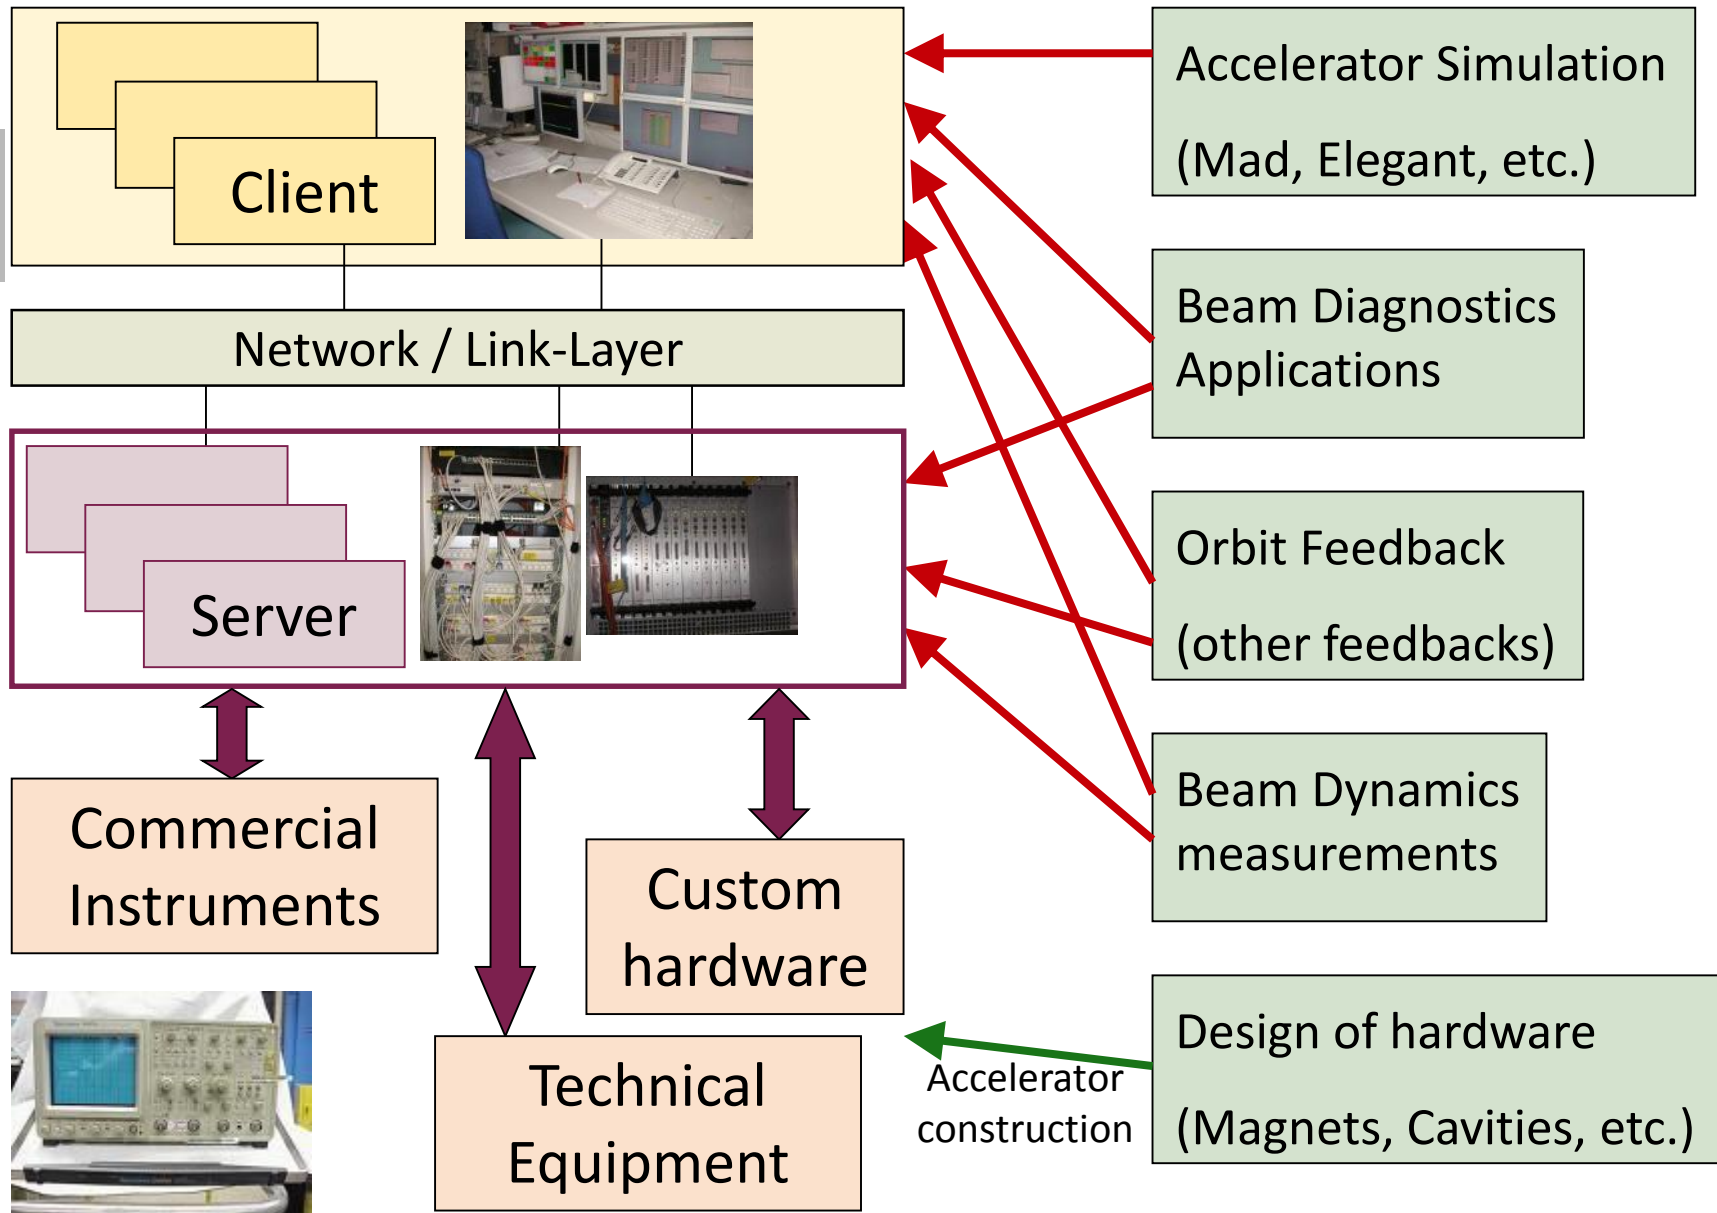 Client
Network / Link-Layer
Server
Commercial
Instruments
Custom
hardware
Technical
Equipment
Accelerator Simulation
(Mad, Elegant, etc.)
Beam Diagnostics
Applications
Orbit Feedback
(other feedbacks)
Beam Dynamics
measurements
Accelerator
construction
Design of hardware
(Magnets, Cavities, etc.)